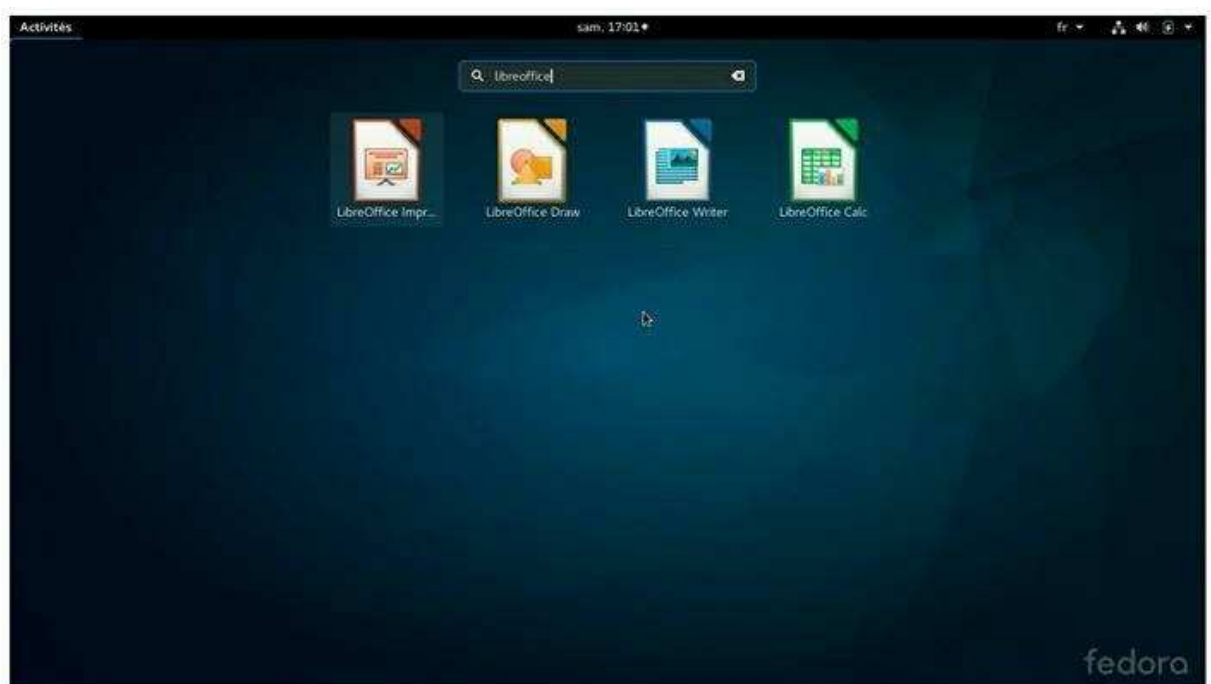 Activités
sam. 17:01
fr
libreoffice
LibreOffice Impr...
LibreOffice Draw
LibreOffice Writer
LibreOffice Calc
fedora